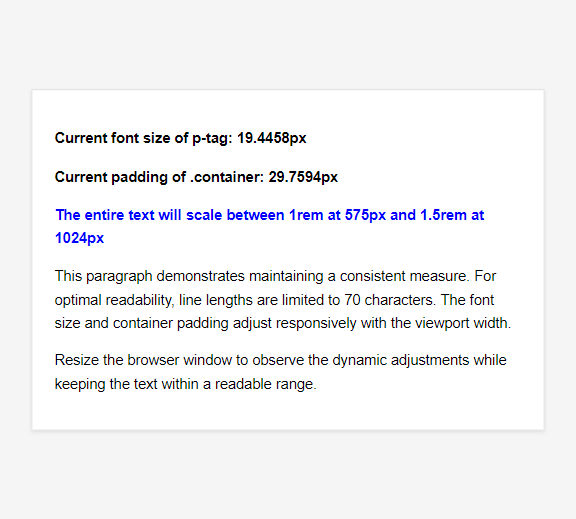 Current font size of p-tag: 19.4458px
Current padding of .container: 29.7594px
The entire text will scale between 1rem at 575px and 1.5rem at
1024px
This paragraph demonstrates maintaining a consistent measure. For
optimal readability, line lengths are limited to 70 characters. The font
size and container padding adjust responsively with the viewport width.
Resize the browser window to observe the dynamic adjustments while
keeping the text within a readable range.